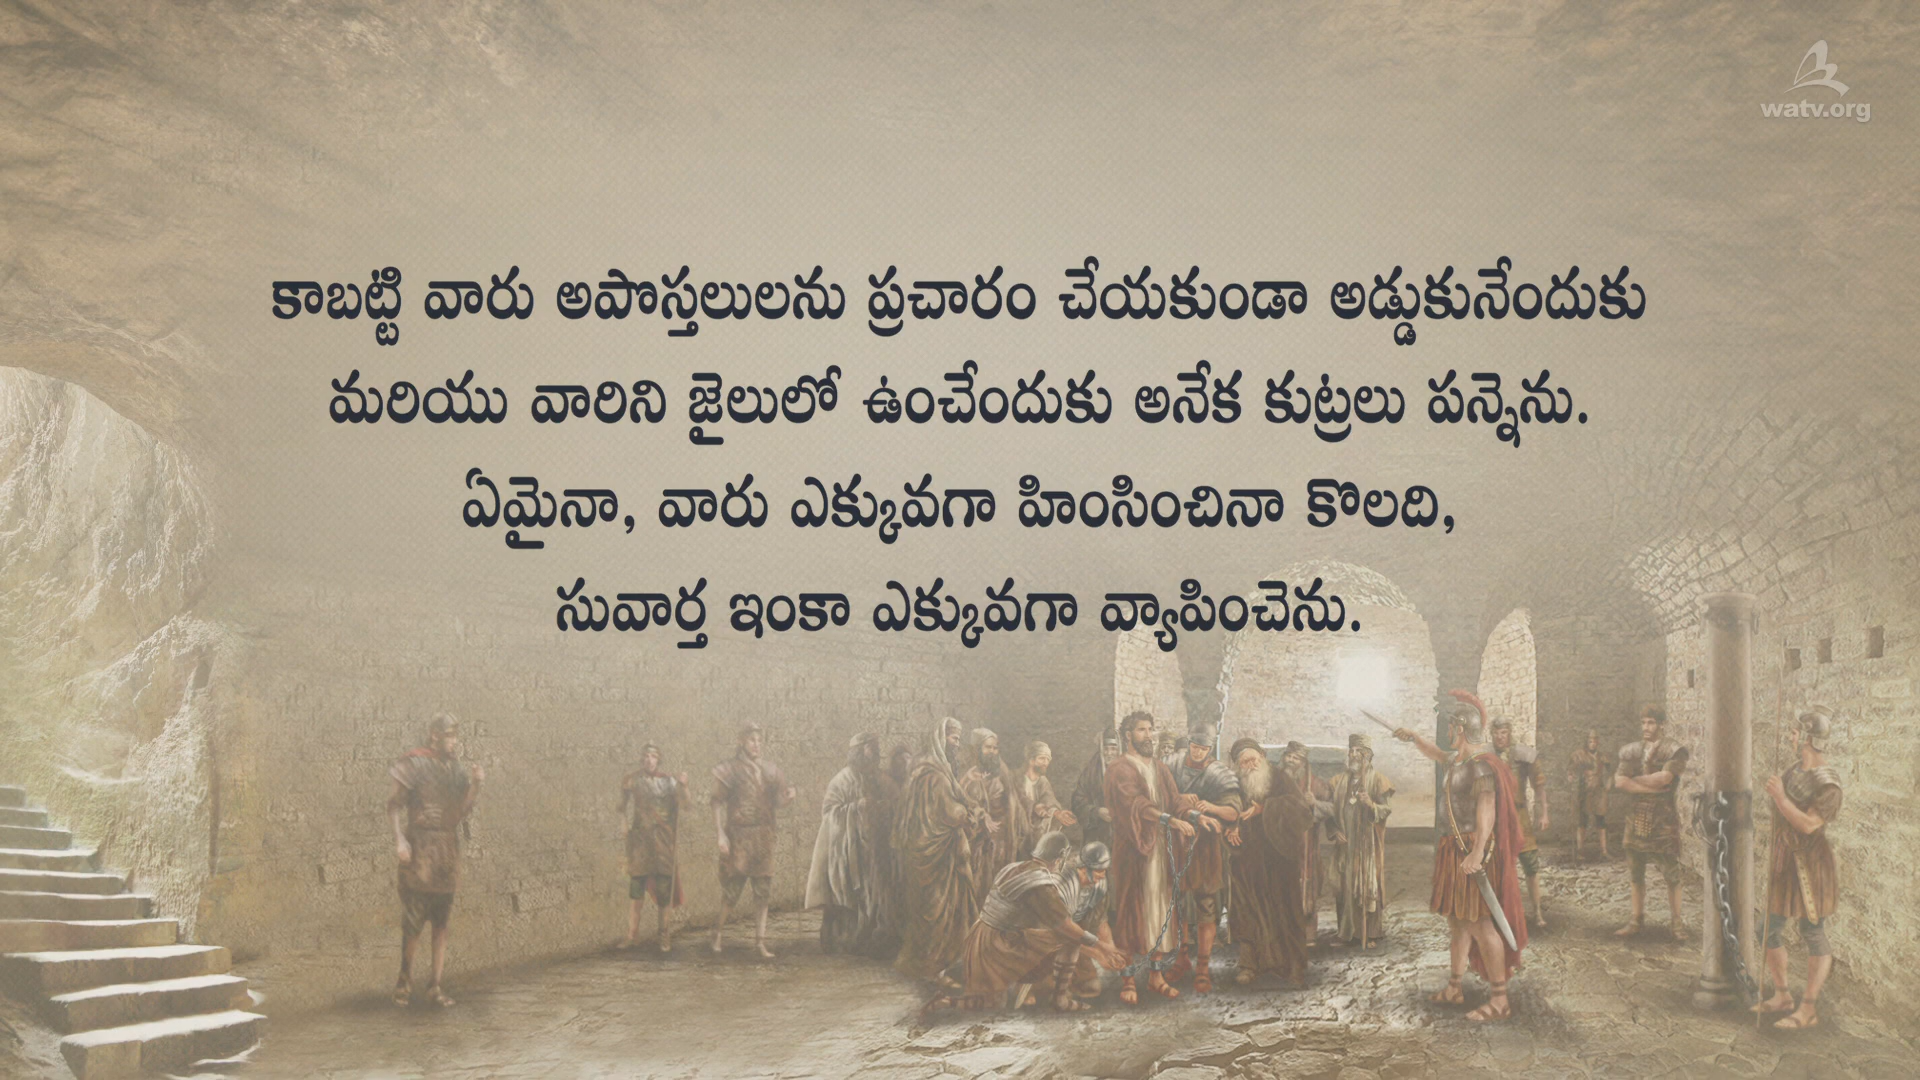 watv.org
కాబట్టి వారు అపొస్తలులను ప్రచారం చేయకుండా అడ్డుకునేందుకు
మరియు వారిని జైలులో ఉంచేందుకు అనేక కుట్రలు పన్నెను.
ఏమైనా, వారు ఎక్కువగా హింసించినా కొలది,
సువార్త ఇంకా ఎక్కువగా వ్యాపించెను.